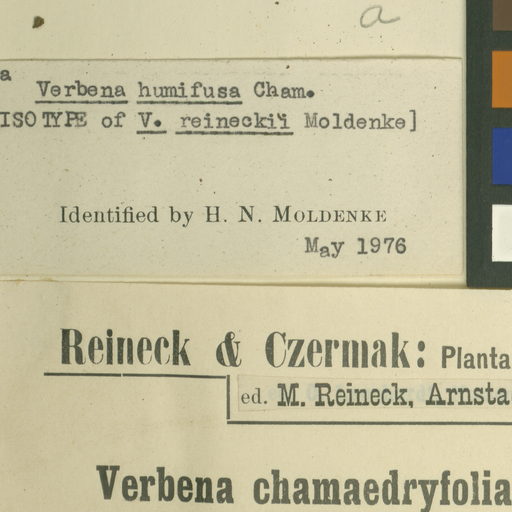 a
a
Verbena humifusa Cham.
ISOTYPE of V. reineckii Moldenke]
Identified by H. N. MOLDENKE
May 1976
Reineck & Czermak: Planta
ed. M. Reineck, Arnsta
Verbena chamaedryfolia